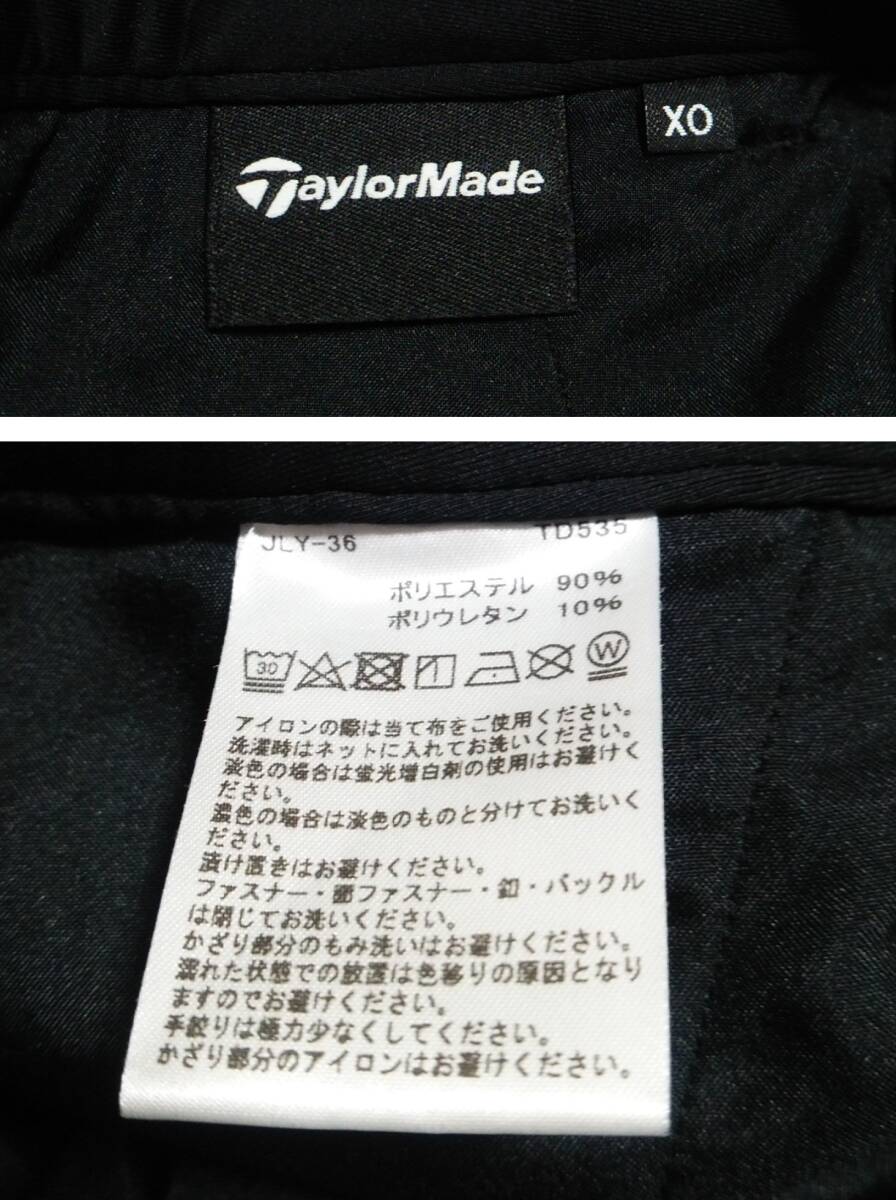 TaylorMade
XO
JLY-36 TD535
ポリエステル 90%
ポリウレタン 10%
30 W
アイロンの際は当て布をご使用ください。
洗濯時はネットに入れてお洗いください。
淡色の場合は蛍光増白剤の使用はお避けく
ださい。
濃色の場合は淡色のものと分けてお洗いく
ださい。
漬け置きはお避けください。
ファスナー・面ファスナー・釦・バックル
は閉じてお洗いください。
かざり部分のもみ洗いはお避けください。
濡れた状態での放置は色移りの原因となり
ますのでお避けください。
手絞りは極力少なくしてください。
かざり部分のアイロンはお避けください。